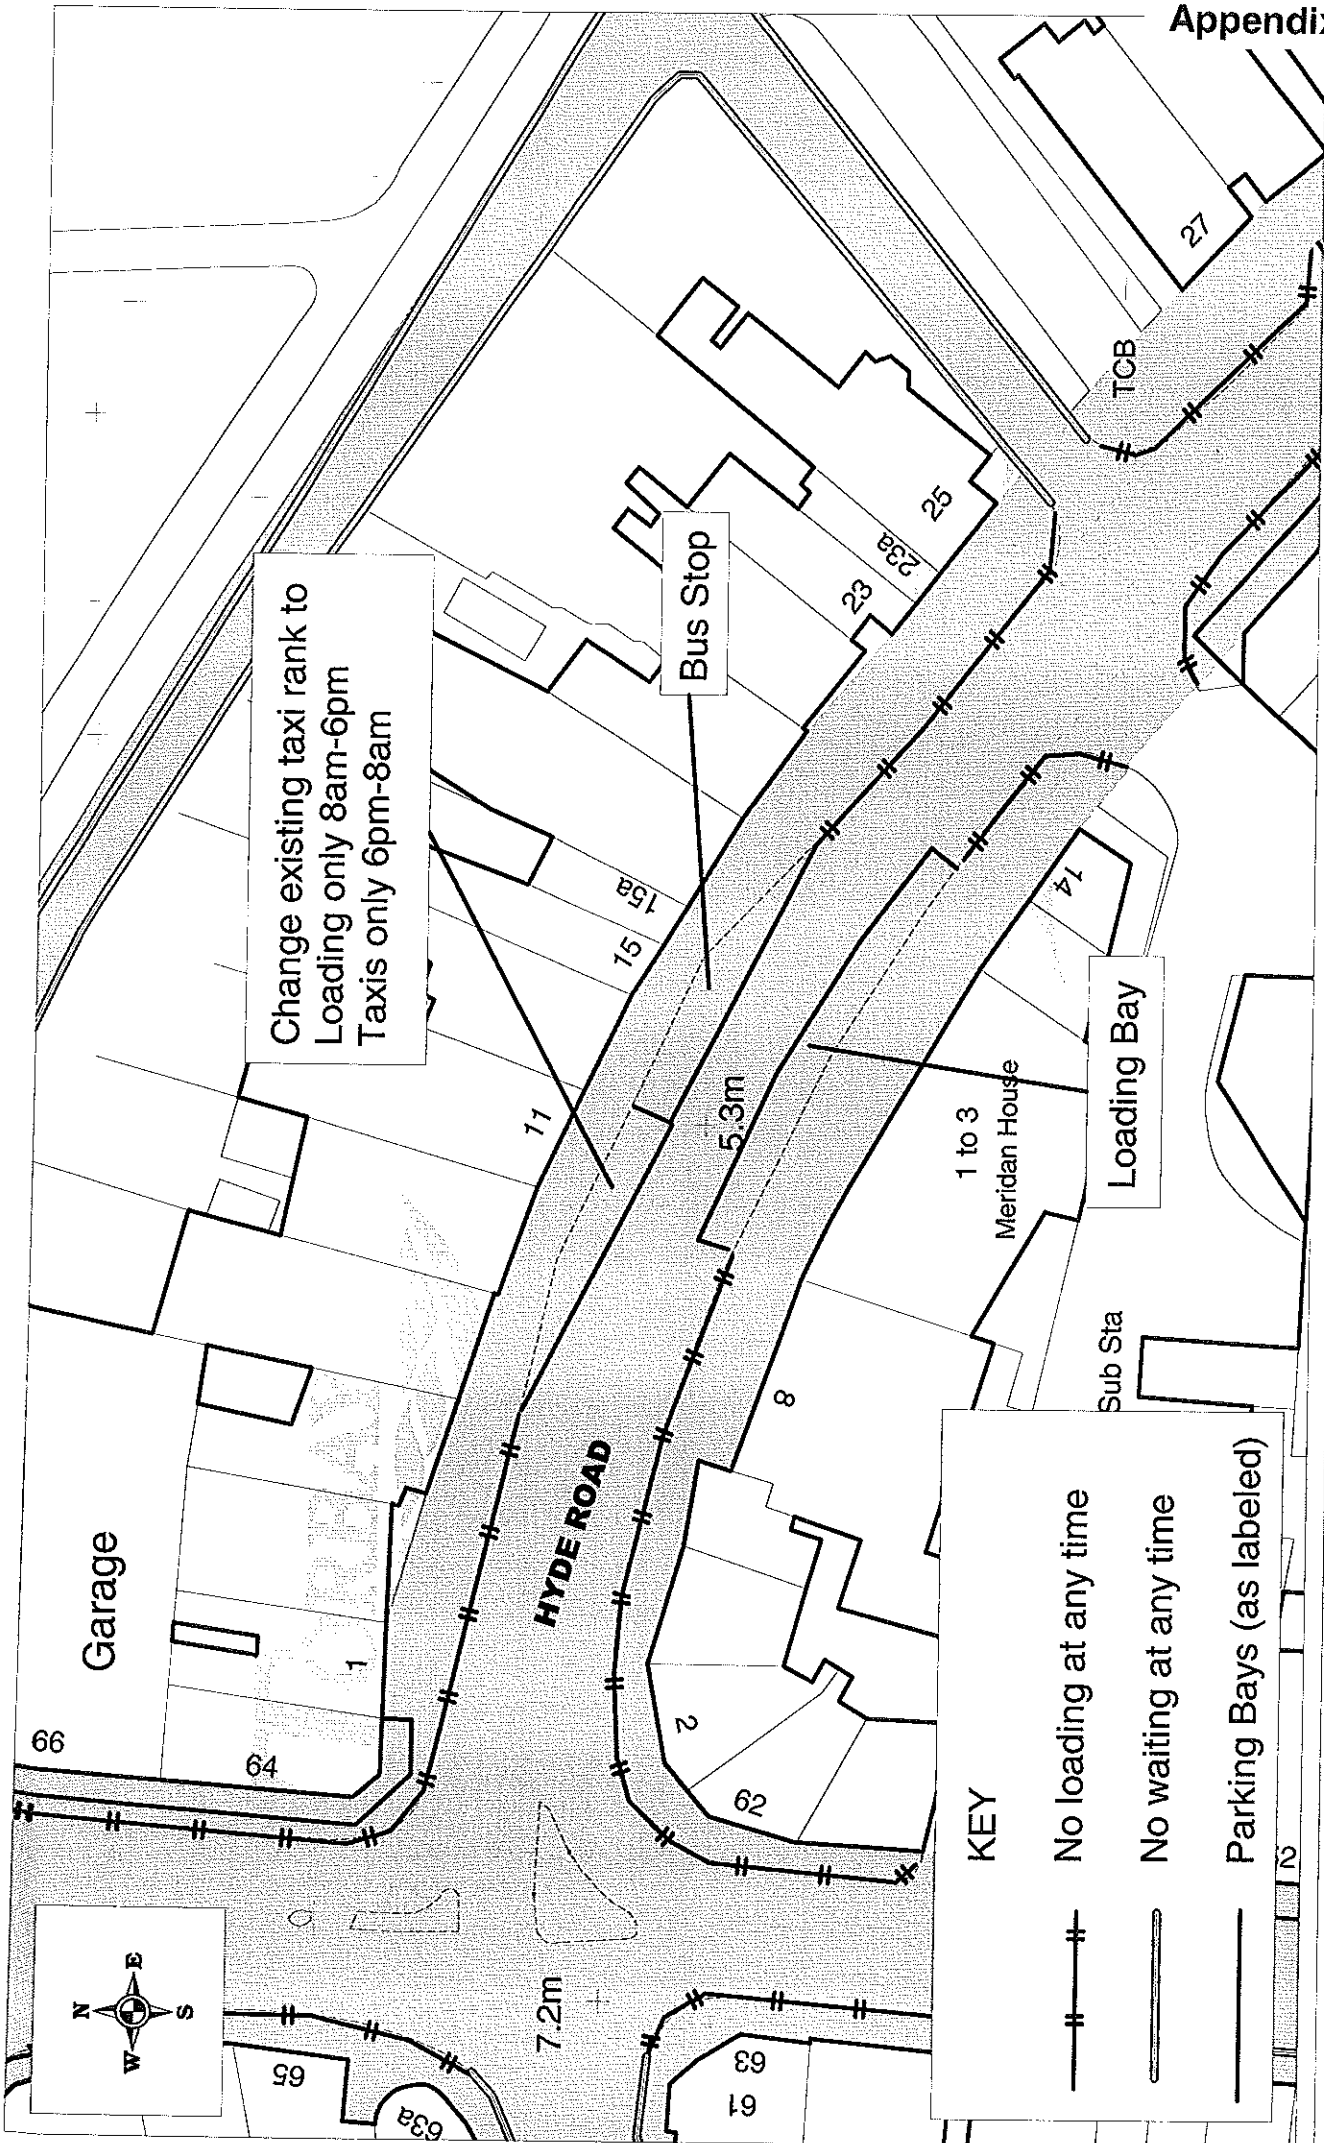 Appendix
Change existing taxi rank to
Loading only 8am-6pm
Taxis only 6pm-8am
Bus Stop
Loading Bay
HYDE ROAD
Garage
TCB
Sub Sta
1 to 3
Meridan House
5.3m
7.2m
66
64
1
11
15
15a
23
23a
25
27
14
8
2
62
65
63a
63
61
2
N
E
S
W
KEY
No loading at any time
No waiting at any time
Parking Bays (as labeled)